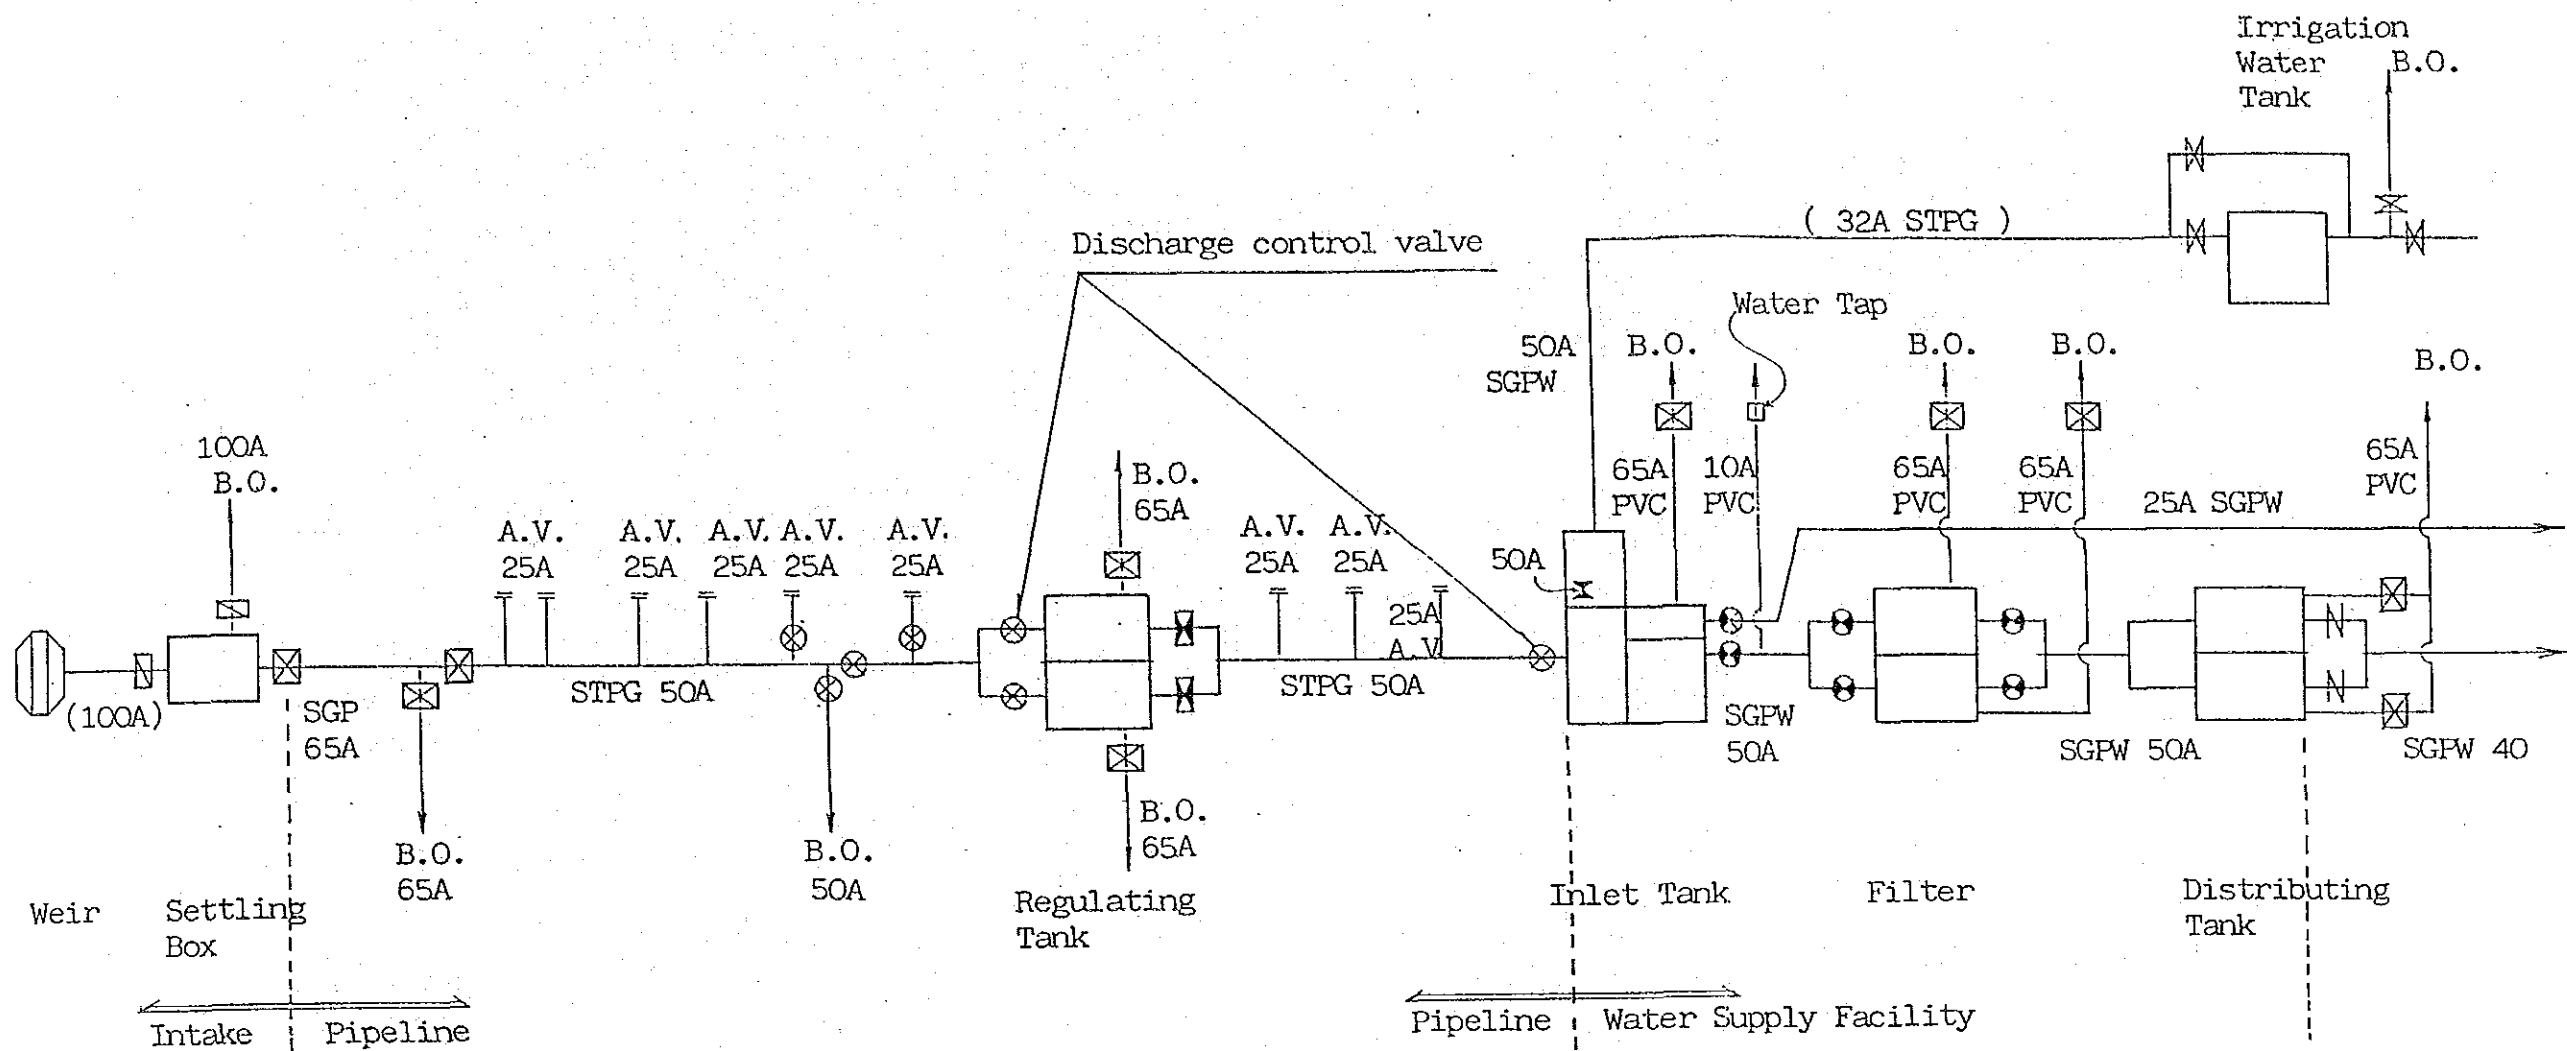 Irrigation
Water
Tank
B.O.
( 32A STPG )
Discharge control valve
Water Tap
50A
SGPW
B.O.
B.O.
B.O.
B.O.
100A
B.O.
B.O.
65A
65A
PVC
10A
PVC
65A
PVC
65A
PVC
65A
PVC
25A SGPW
A.V.
25A
A.V.
25A
A.V.
25A
A.V.
25A
A.V.
25A
A.V.
25A
A.V.
25A
50A
25A
A.V
(100A)
SGP
65A
STPG 50A
STPG 50A
SGPW
50A
SGPW 50A
SGPW 40
B.O.
65A
B.O.
50A
B.O.
65A
Weir
Settling
Box
Regulating
Tank
Inlet Tank
Filter
Distributing
Tank
Intake
Pipeline
Pipeline
Water Supply Facility